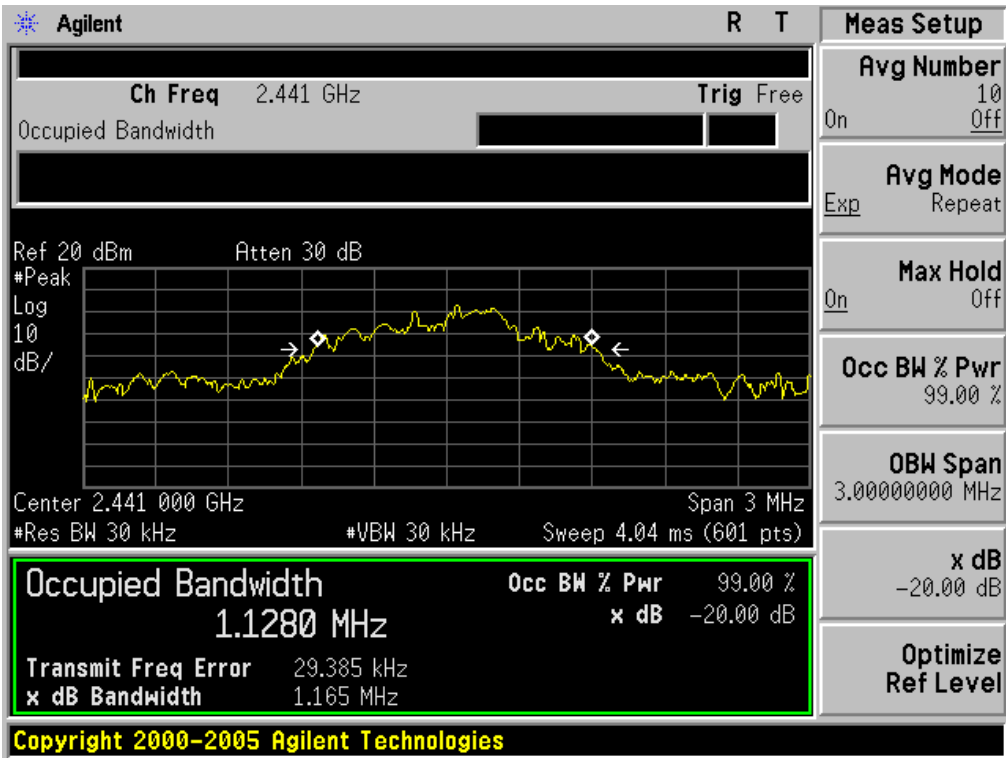 Agilent R T
Ch Freq 2.441 GHz Trig Free
Occupied Bandwidth
Ref 20 dBm Atten 30 dB
#Peak
Log
10
dB/
Center 2.441 000 GHz Span 3 MHz
#Res BW 30 kHz #VBW 30 kHz Sweep 4.04 ms (601 pts)
Occupied Bandwidth Occ BW % Pwr 99.00 %
1.1280 MHz x dB -20.00 dB
Transmit Freq Error 29.385 kHz
x dB Bandwidth 1.165 MHz
Copyright 2000-2005 Agilent Technologies
Meas Setup
Avg Number
10
On Off
Avg Mode
Exp Repeat
Max Hold
On Off
Occ BW % Pwr
99.00 %
OBW Span
3.00000000 MHz
x dB
-20.00 dB
Optimize
Ref Level